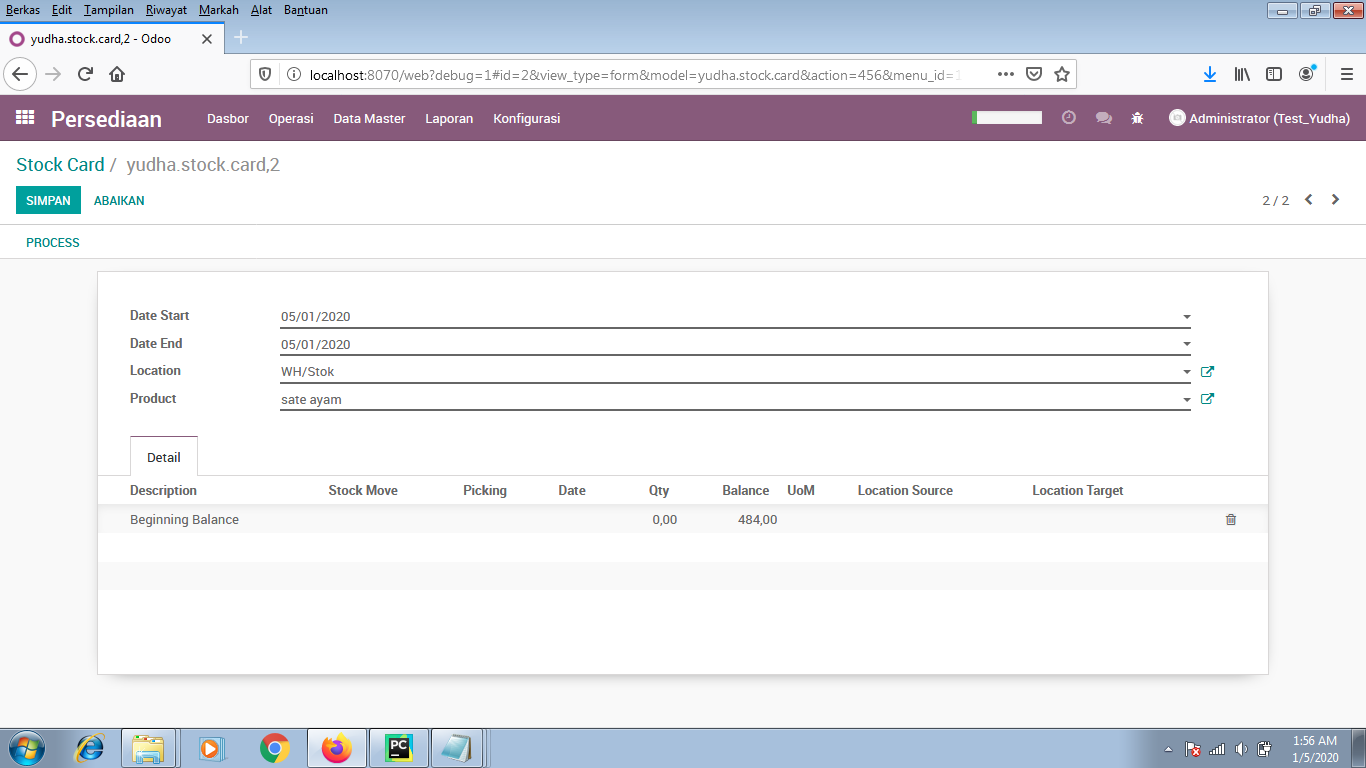 Berkas Edit Tampilan Riwayat Markah Alat Bantuan
yudha.stock.card,2 - Odoo
localhost:8070/web?debug=1#id=2&view_type=form&model=yudha.stock.card&action=456&menu_id=
Persediaan Dasbor Operasi Data Master Laporan Konfigurasi Administrator (Test_Yudha)
Stock Card / yudha.stock.card,2
SIMPAN ABAIKAN 2 / 2
PROCESS
Date Start 05/01/2020
Date End 05/01/2020
Location WH/Stok
Product sate ayam
Detail
Description Stock Move Picking Date Qty Balance UoM Location Source Location Target
Beginning Balance 0,00 484,00
PC
1:56 AM
1/5/2020